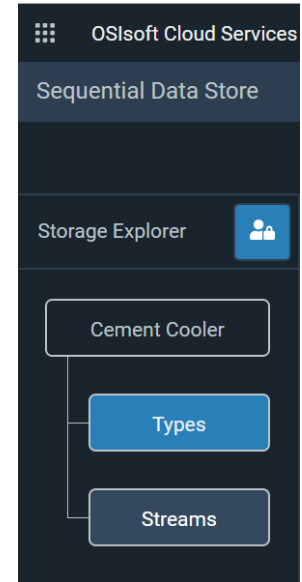 OSIsoft Cloud Services
Sequential Data Store
Storage Explorer
Cement Cooler
Types
Streams